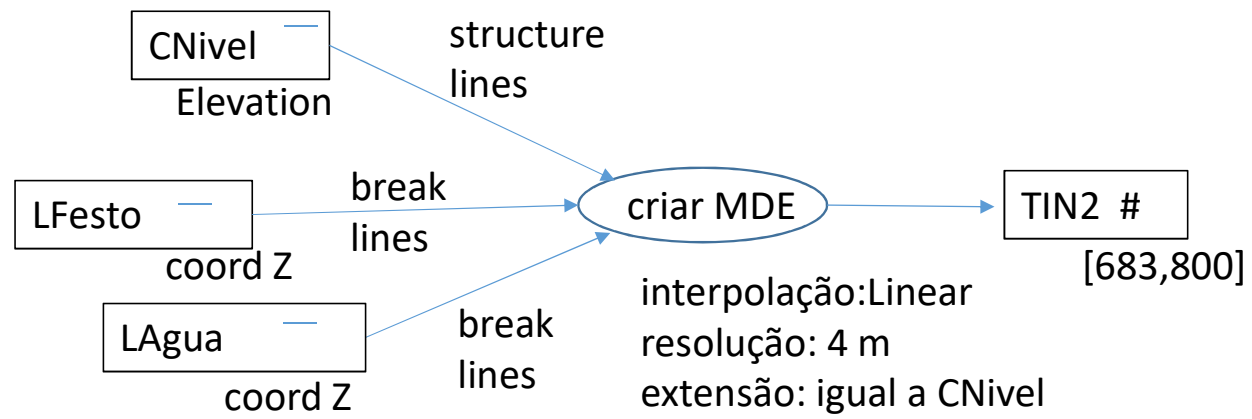 CNivel
Elevation
structure
lines
LFesto
coord Z
break
lines
LAgua
coord Z
break
lines
criar MDE
interpolação:Linear
resolução: 4 m
extensão: igual a CNivel
TIN2 #
[683,800]